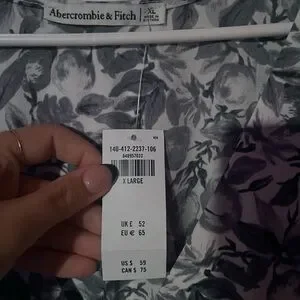 Abercrombie & Fitch
XL
140-412-2237-106
X LARGE
UK £ 52
EU € 65
US $ 59
CAN $ 75